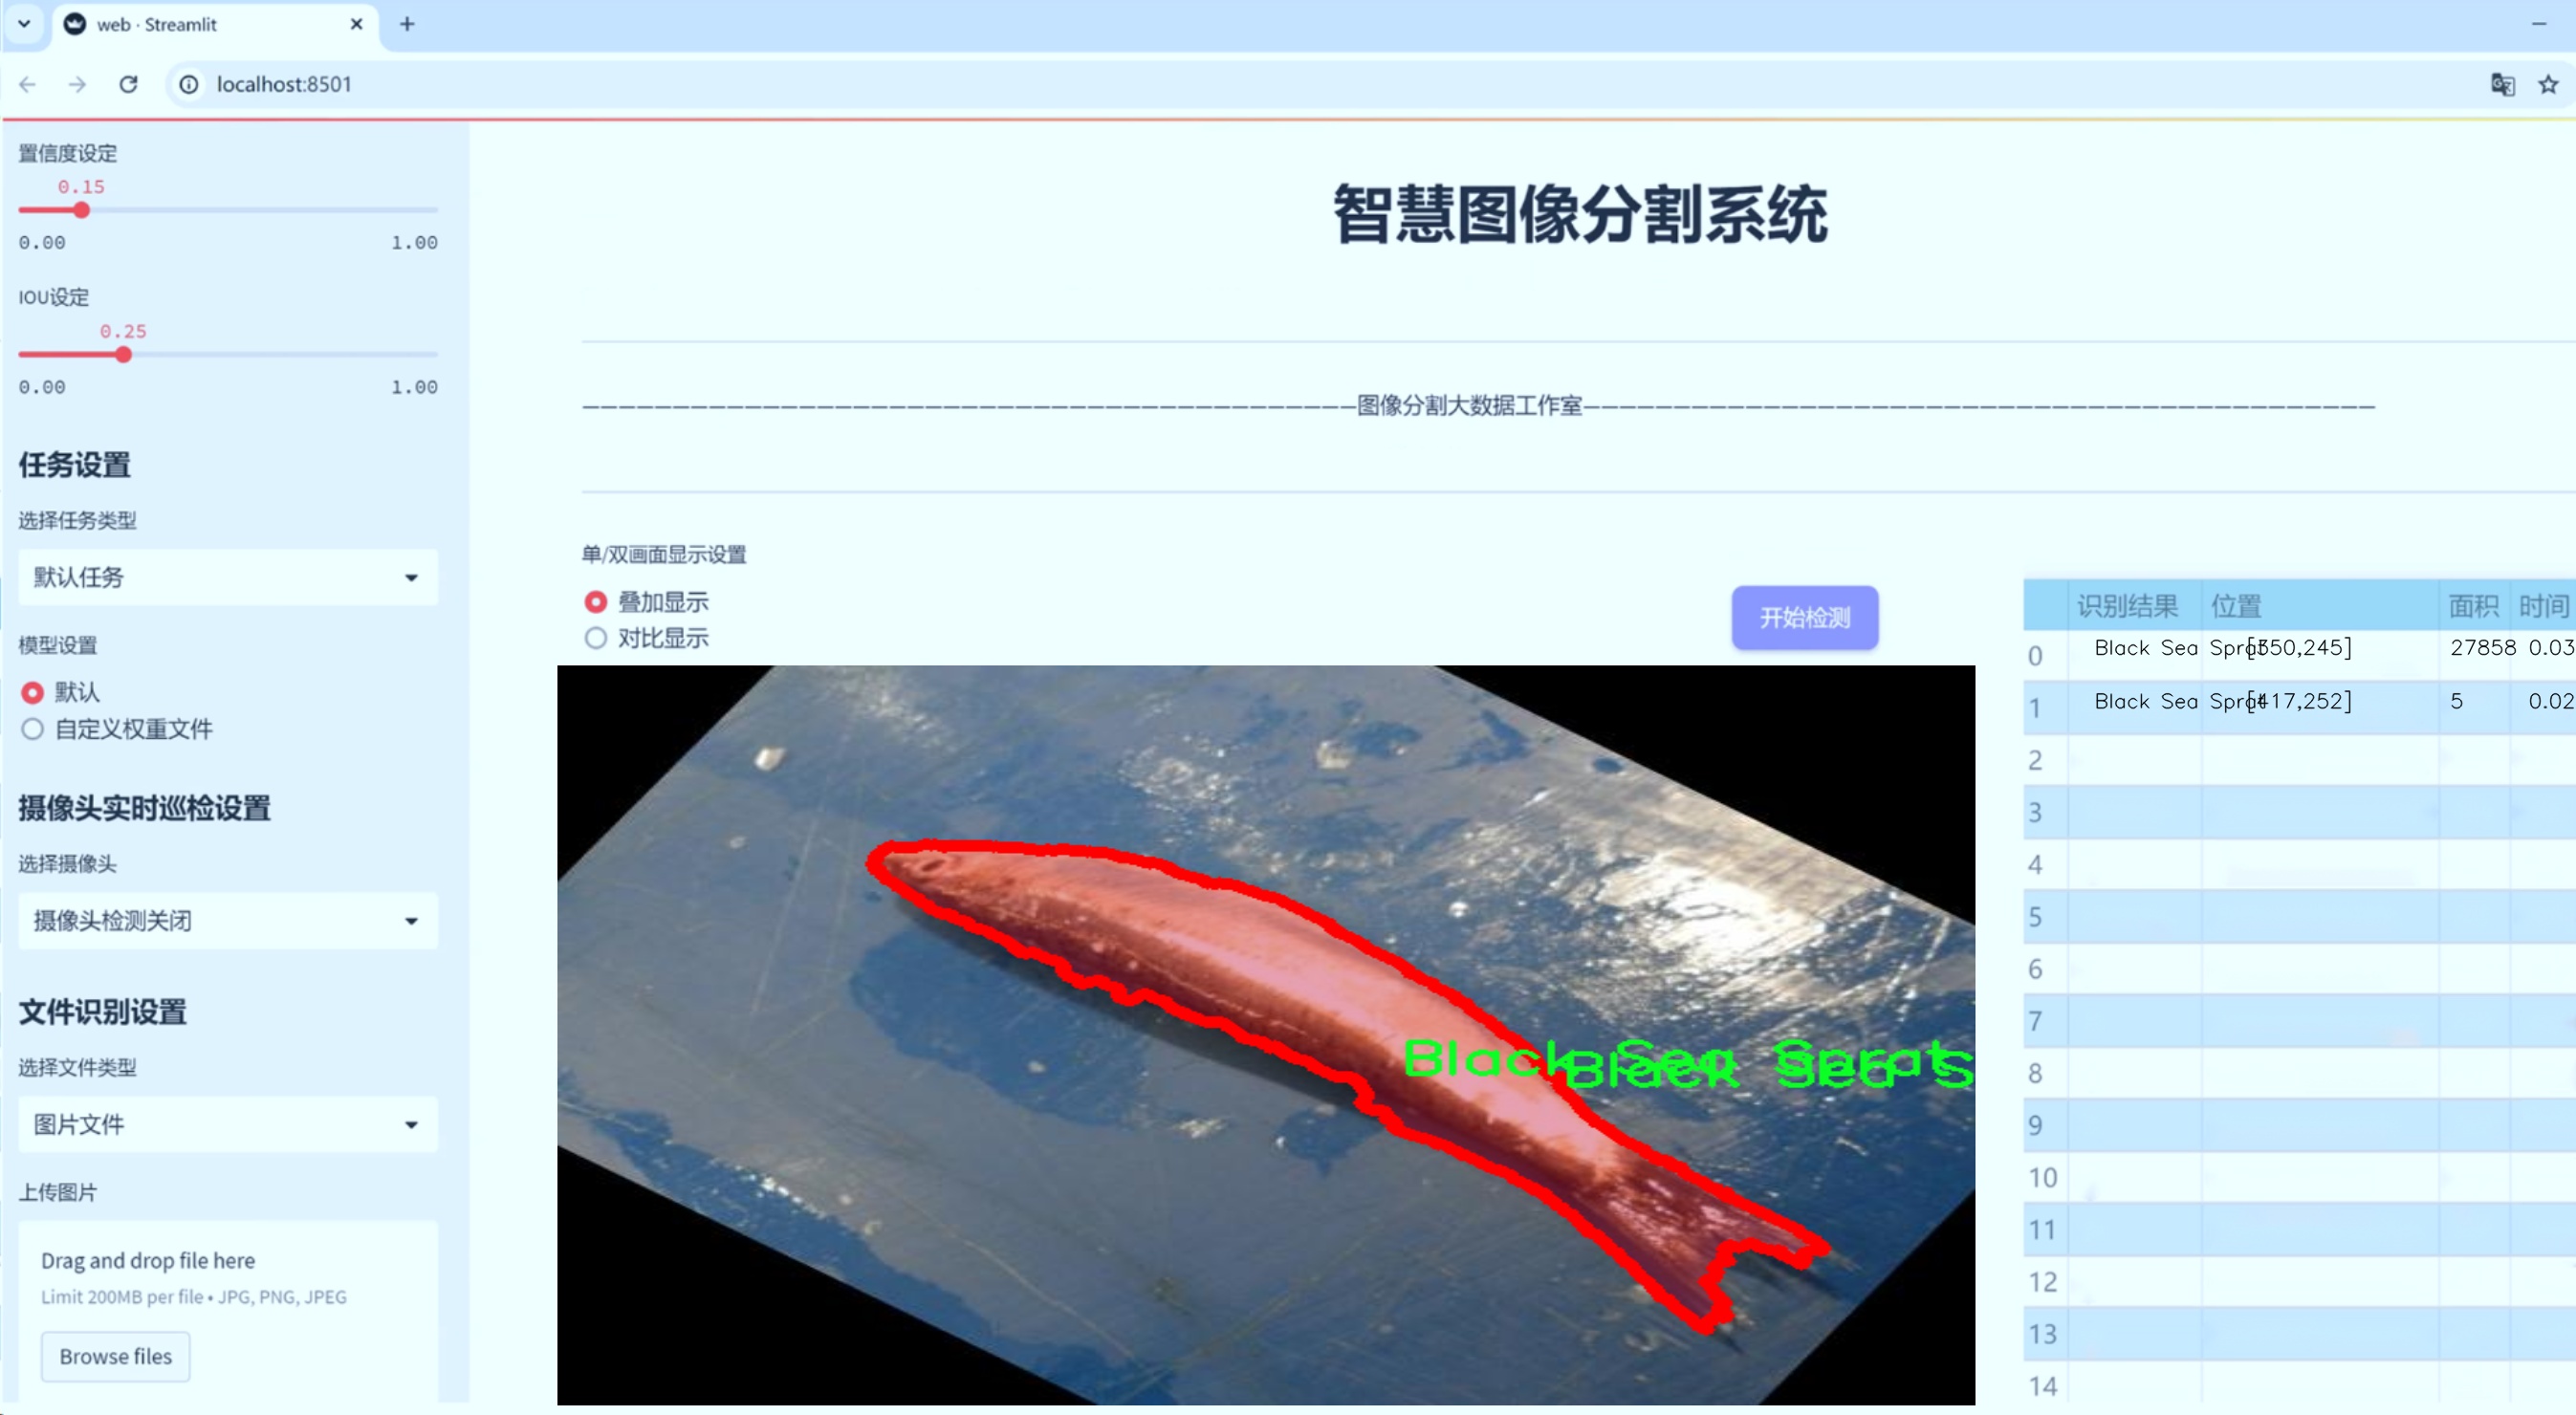 web · Streamlit
localhost:8501
置信度设定
0.15
0.00 1.00
IOU设定
0.25
0.00 1.00
任务设置
选择任务类型
默认任务
模型设置
默认
自定义权重文件
摄像头实时巡检设置
选择摄像头
摄像头检测关闭
文件识别设置
选择文件类型
图片文件
上传图片
Drag and drop file here
Limit 200MB per file • JPG, PNG, JPEG
Browse files
智慧图像分割系统
图像分割大数据工作室
单/双画面显示设置
叠加显示
对比显示
开始检测
Black Sea Sprat
Black Sea S
识别结果 位置 面积 时间
0 Black Sea Sprat [350,245] 27858 0.03
1 Black Sea Sprat [417,252] 5 0.02
2
3
4
5
6
7
8
9
10
11
12
13
14